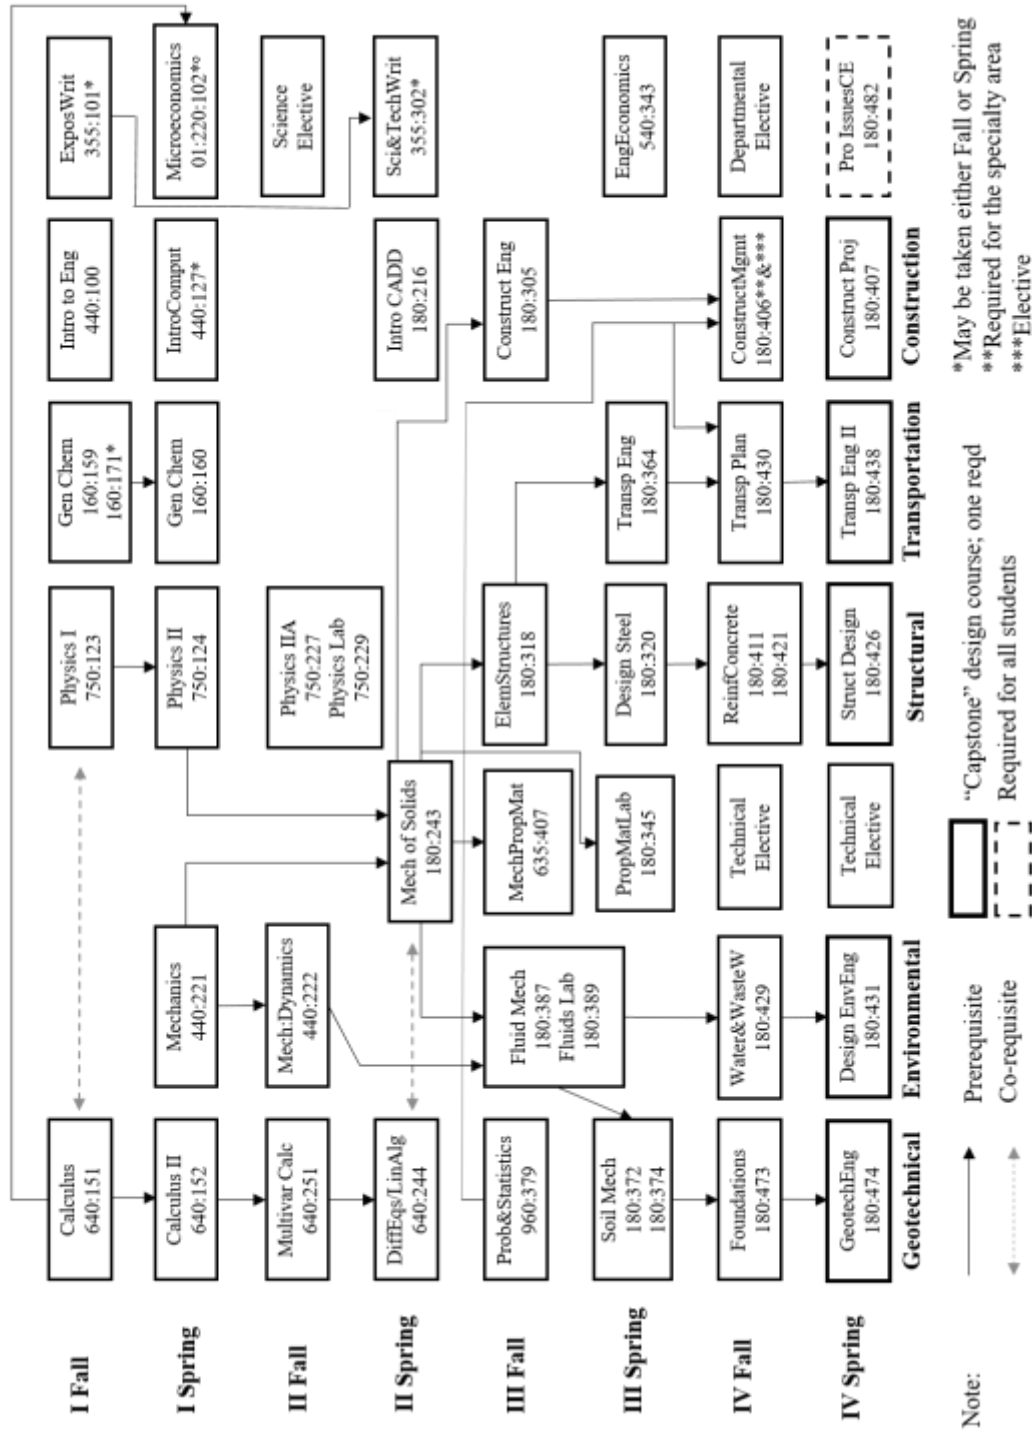 I Fall
Calculus
640:151
Physics I
750:123
Gen Chem
160:159
160:171*
Intro to Eng
440:100
ExposWrit
355:101*
I Spring
Calculus II
640:152
Mechanics
440:221
Physics II
750:124
Gen Chem
160:160
IntroComput
440:127*
Microeconomics
01:220:102*°
II Fall
Multivar Calc
640:251
Mech:Dynamics
440:222
Physics IIA
750:227
Physics Lab
750:229
Science
Elective
II Spring
DiffEqs/LinAlg
640:244
Mech of Solids
180:243
Intro CADD
180:216
Sci&TechWrit
355:302*
III Fall
Prob&Statistics
960:379
Fluid Mech
180:387
Fluids Lab
180:389
MechPropMat
635:407
ElemStructures
180:318
Construct Eng
180:305
III Spring
Soil Mech
180:372
180:374
PropMatLab
180:345
Design Steel
180:320
Transp Eng
180:364
EngEconomics
540:343
IV Fall
Foundations
180:473
Water&WasteW
180:429
Technical
Elective
ReinfConcrete
180:411
180:421
Transp Plan
180:430
ConstructMgmt
180:406**&***
Departmental
Elective
IV Spring
GeotechEng
180:474
Design EnvEng
180:431
Technical
Elective
Struct Design
180:426
Transp Eng II
180:438
Construct Proj
180:407
Pro IssuesCE
180:482
Geotechnical
Environmental
Structural
Transportation
Construction
Note:
Prerequisite
Co-requisite
“Capstone” design course; one reqd
Required for all students
*May be taken either Fall or Spring
**Required for the specialty area
***Elective